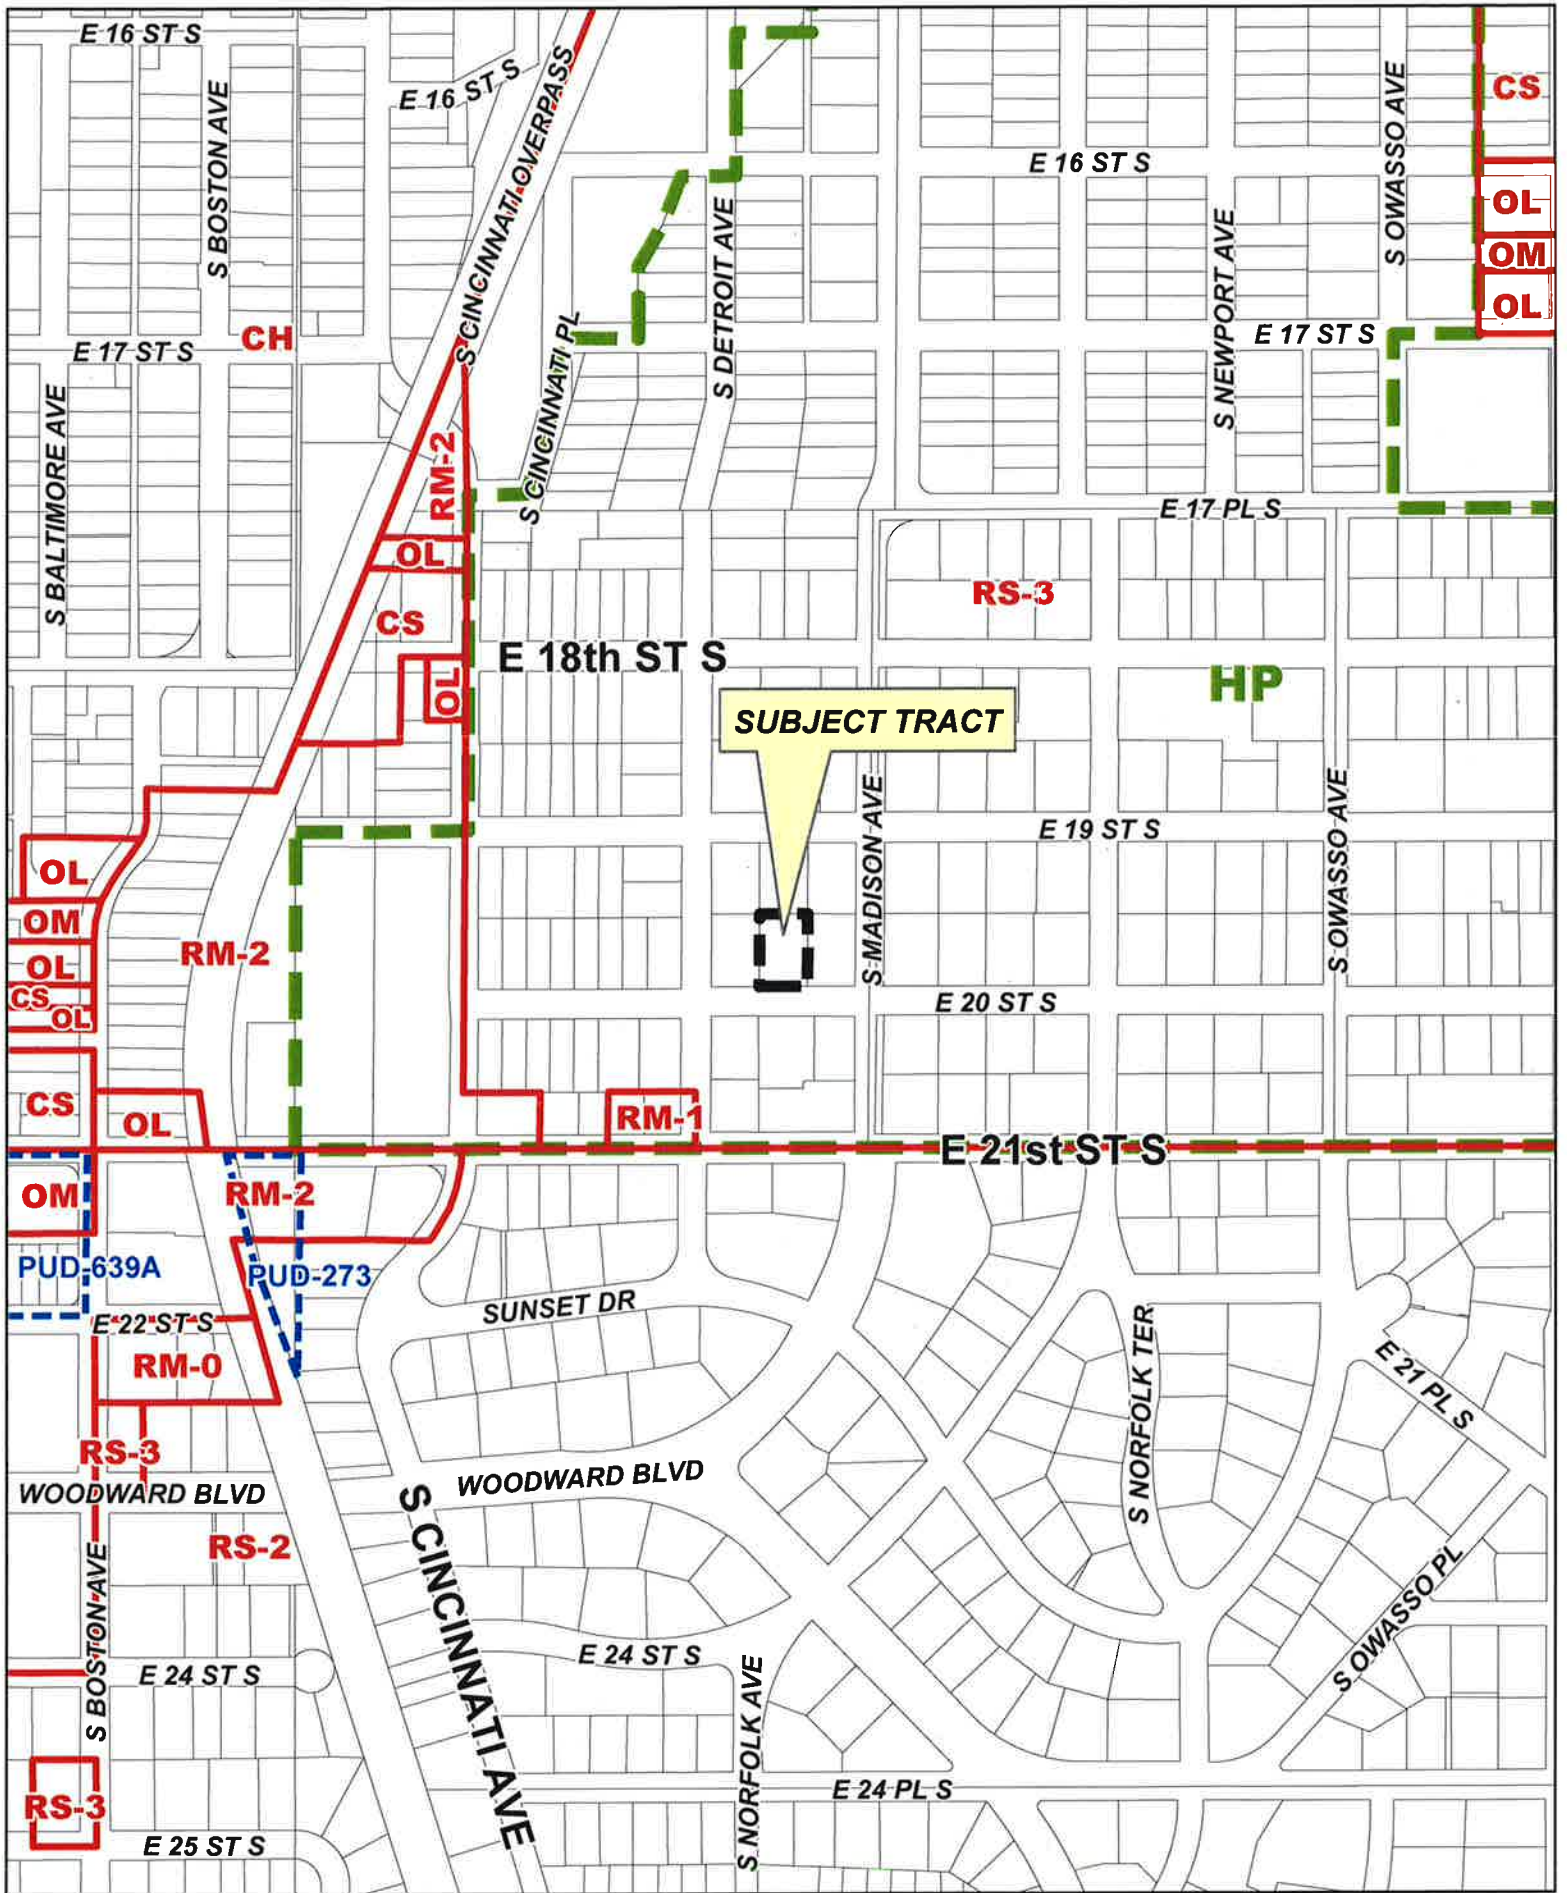 E 16 ST S
E 16 ST S
S CINCINNATI OVERPASS
S BOSTON AVE
CS
S OWASSO AVE
E 16 ST S
OL
OM
OL
S DETROIT AVE
S NEWPORT AVE
CH
E 17 ST S
E 17 ST S
S CINCINNATI PL
S BALTIMORE AVE
RM-2
E 17 PL S
OL
RS-3
CS
E 18th ST S
OL
HP
SUBJECT TRACT
S MADISON AVE
S OWASSO AVE
E 19 ST S
OL
OM
RM-2
OL
CS
OL
E 20 ST S
CS
OL
RM-1
E 21st ST S
OM
RM-2
PUD-639A
PUD-273
SUNSET DR
E 22 ST S
RM-0
S NORFOLK TER
E 21 PL S
RS-3
WOODWARD BLVD
WOODWARD BLVD
RS-2
S CINCINNATI AVE
S BOSTON AVE
S OWASSO PL
E 24 ST S
E 24 ST S
S NORFOLK AVE
E 24 PL S
RS-3
E 25 ST S